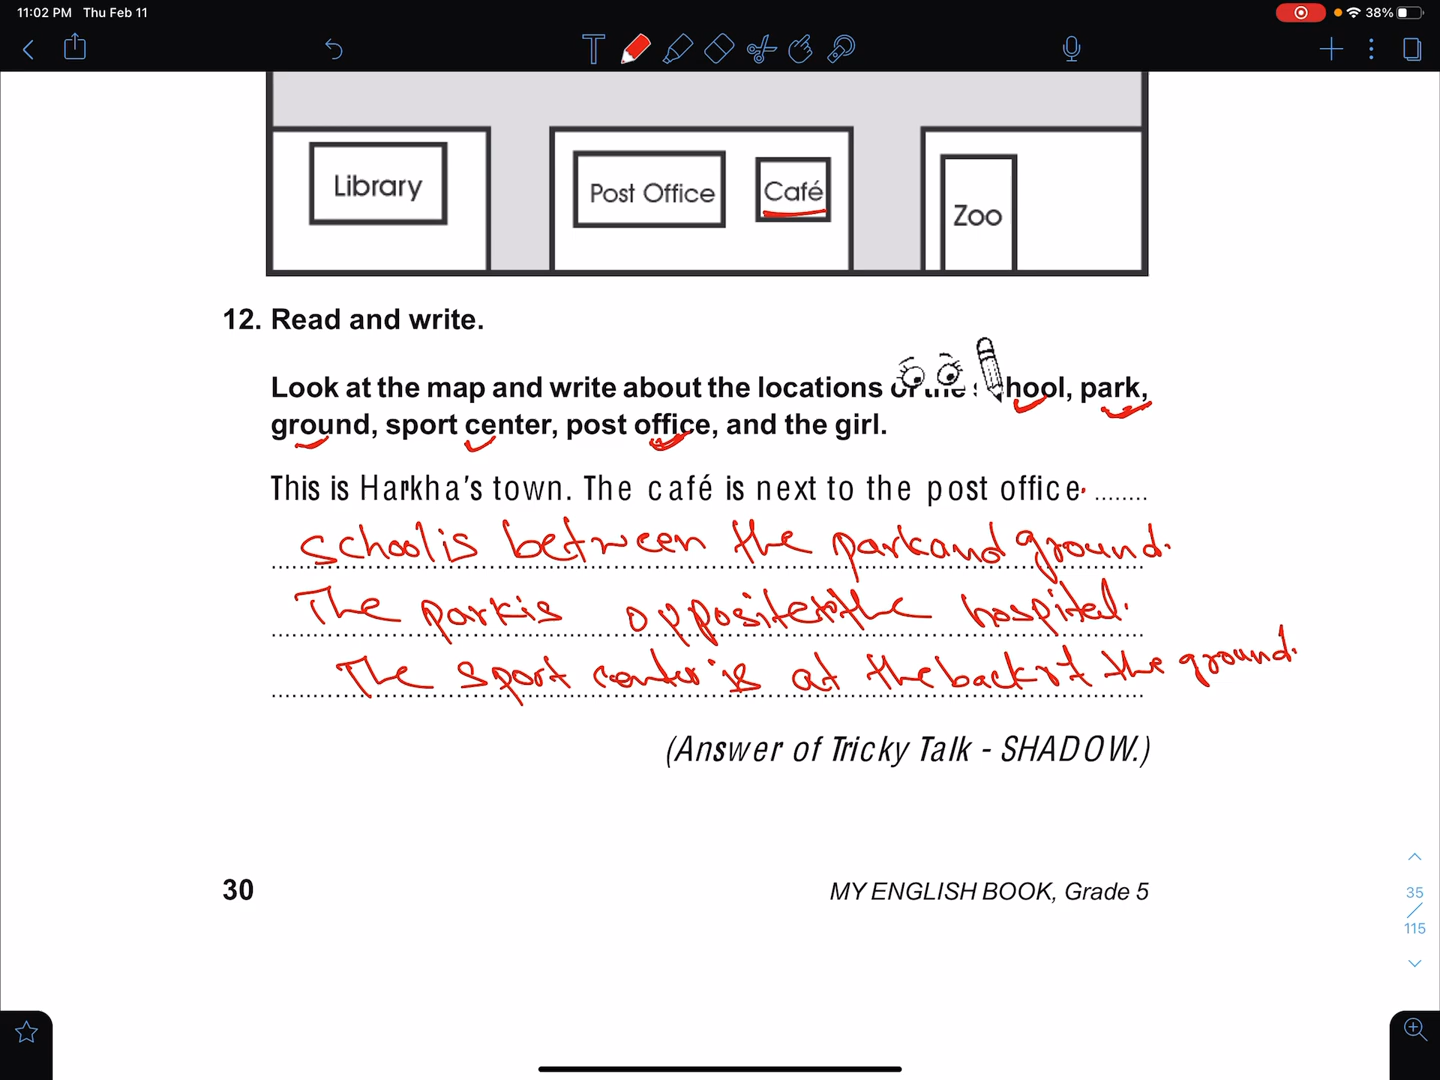 11:02 PM Thu Feb 11
38%
Library
Post Office
Café
Zoo
12. Read and write.
Look at the map and write about the locations of the school, park,
ground, sport center, post office, and the girl.
This is Harkha's town. The café is next to the post office. ........
School is between the park and ground.
The park is opposite to the hospital.
The sport center is at the back of the ground.
(Answer of Tricky Talk - SHADOW.)
30
MY ENGLISH BOOK, Grade 5
35
/
115